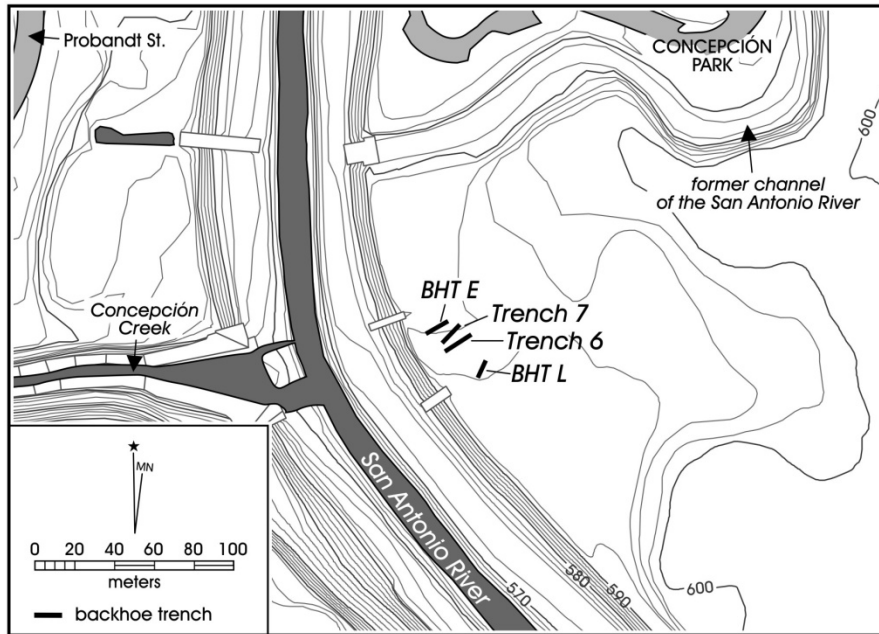 Probandt St.
CONCEPCIÓN
PARK
600
former channel
of the San Antonio River
BHT E
Trench 7
Trench 6
BHT L
Concepción
Creek
San Antonio River
570
580
590
600
MN
0 20 40 60 80 100
meters
backhoe trench